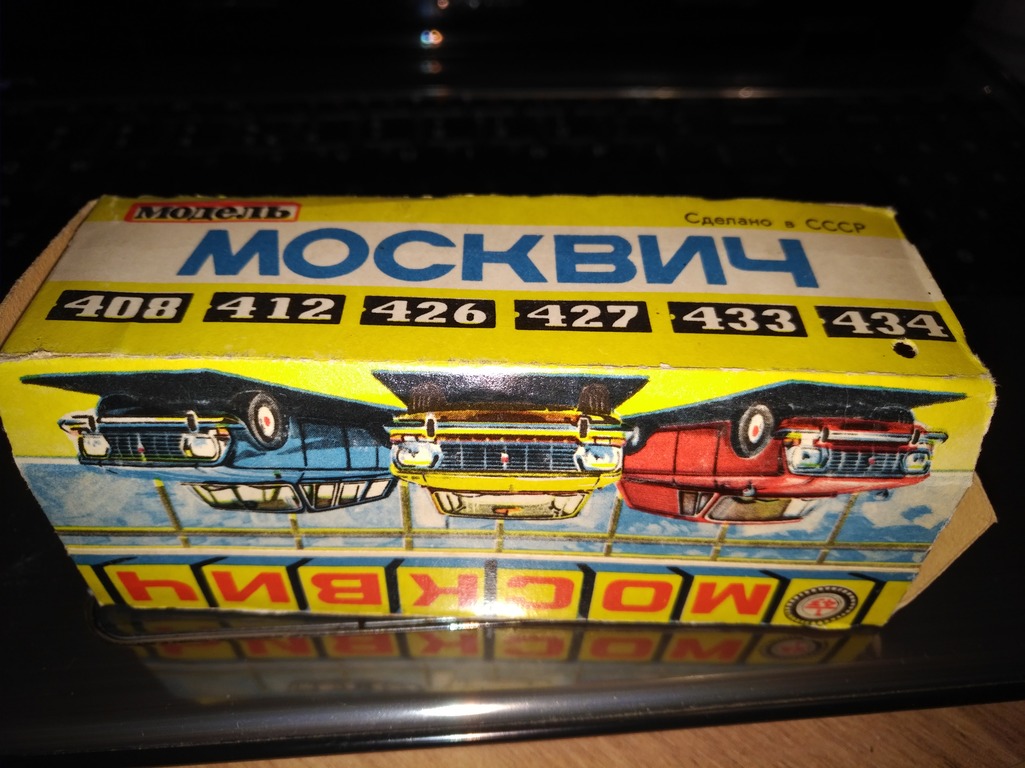 модель
Сделано в СССР
МОСКВИЧ
408 412 426 427 433 434
МОСКВИЧ